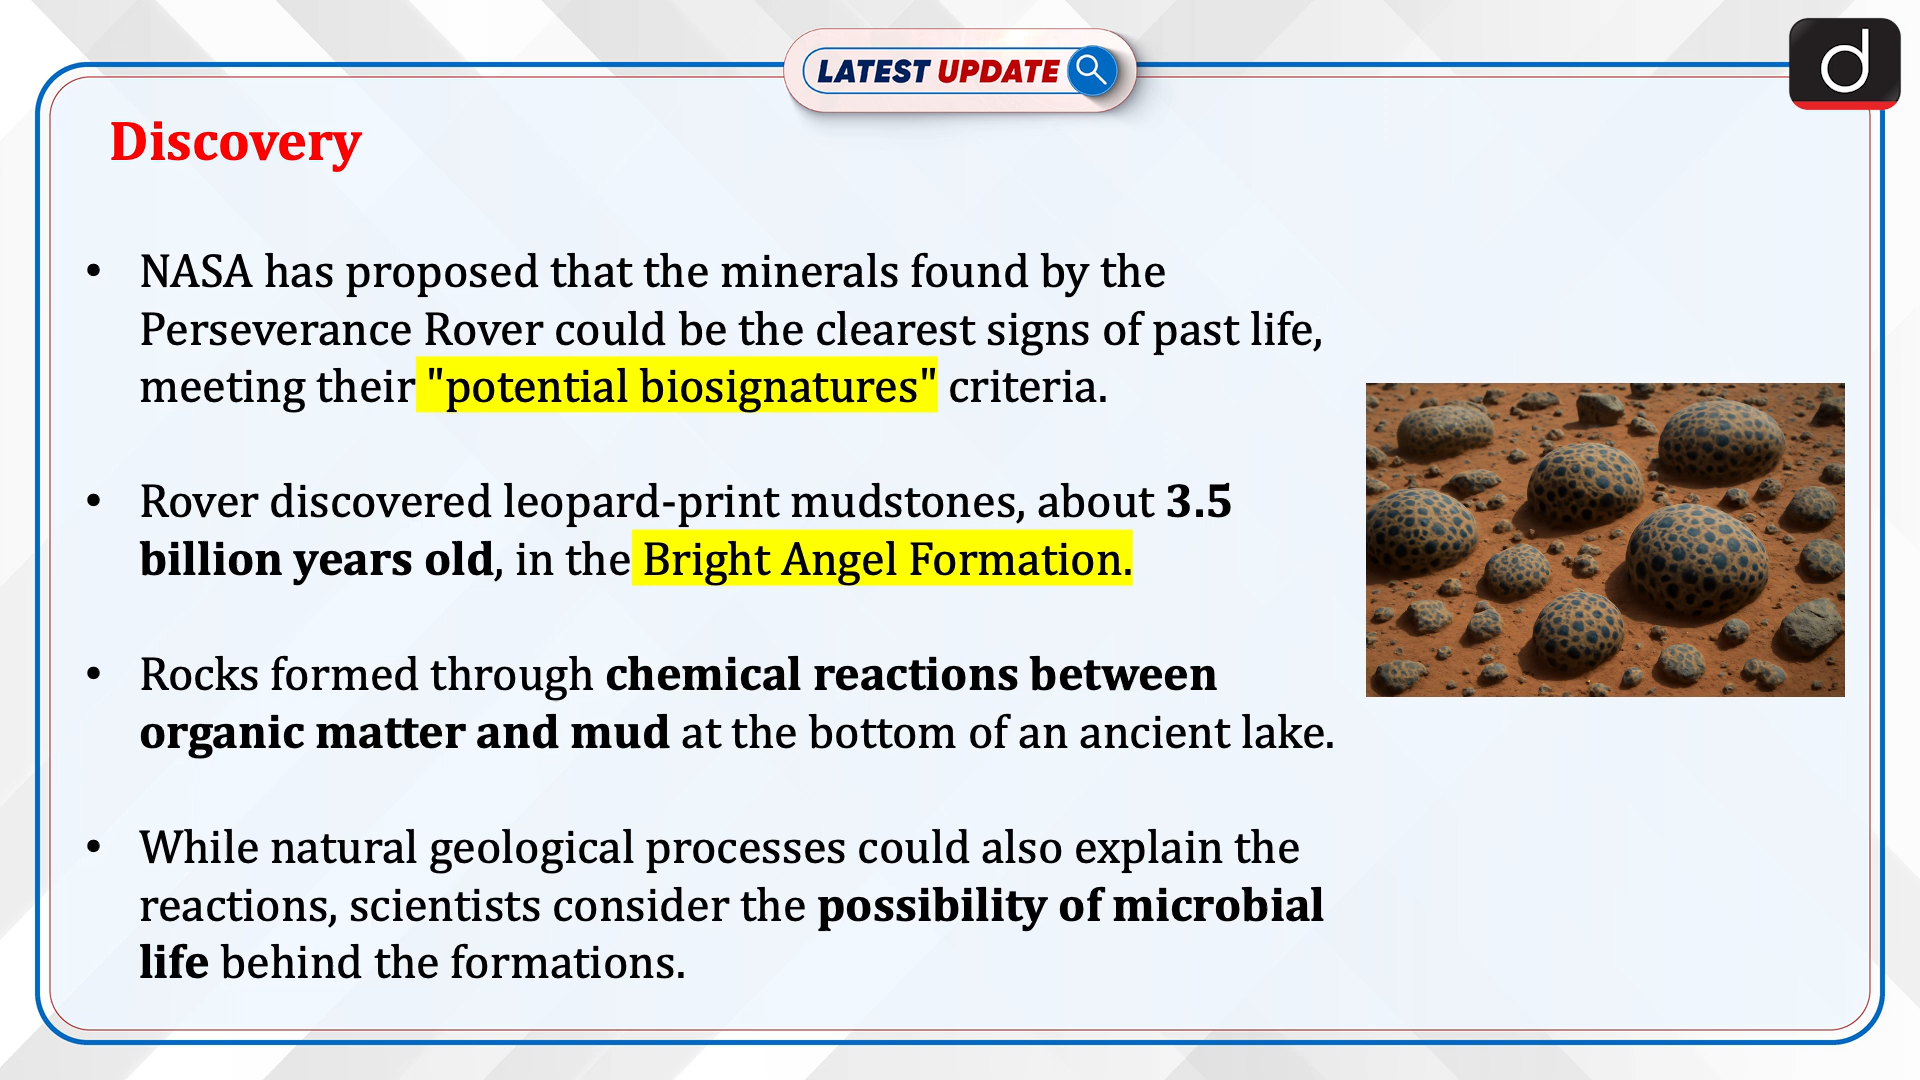 LATEST UPDATE
d
Discovery
• NASA has proposed that the minerals found by the
Perseverance Rover could be the clearest signs of past life,
meeting their "potential biosignatures" criteria.
• Rover discovered leopard-print mudstones, about 3.5
billion years old, in the Bright Angel Formation.
• Rocks formed through chemical reactions between
organic matter and mud at the bottom of an ancient lake.
• While natural geological processes could also explain the
reactions, scientists consider the possibility of microbial
life behind the formations.